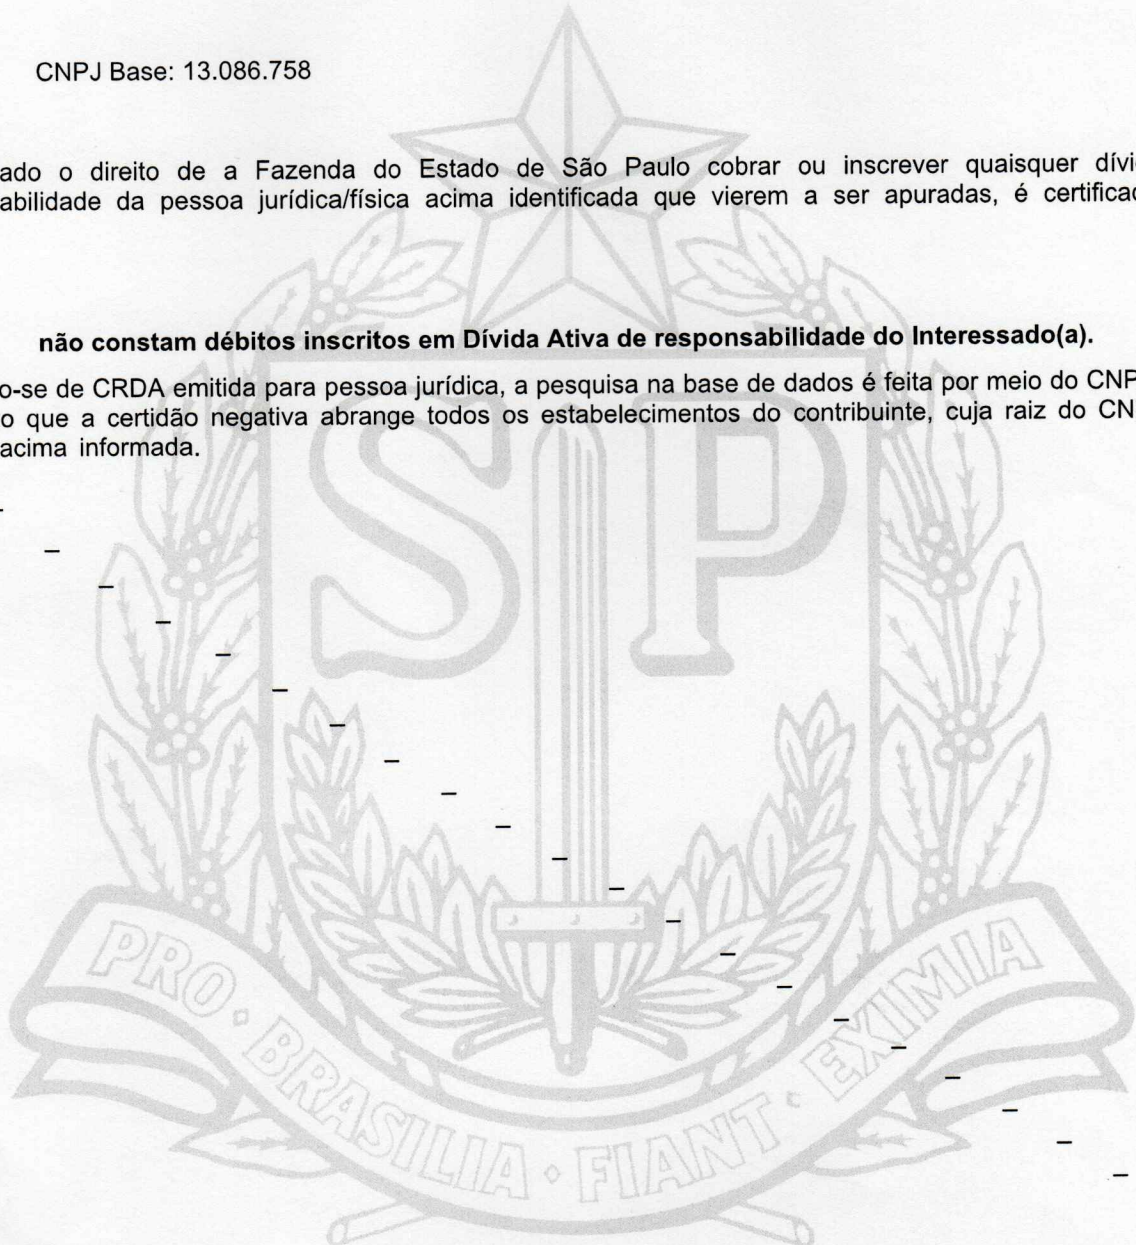 CNPJ Base: 13.086.758
ado o direito de a Fazenda do Estado de São Paulo cobrar ou inscrever quaisquer dívi
abilidade da pessoa jurídica/física acima identificada que vierem a ser apuradas, é certificad
não constam débitos inscritos em Dívida Ativa de responsabilidade do Interessado(a).
o-se de CRDA emitida para pessoa jurídica, a pesquisa na base de dados é feita por meio do CNP
o que a certidão negativa abrange todos os estabelecimentos do contribuinte, cuja raiz do CN
acima informada.
SP
PRO · BRASILIA · FIANT · EXIMIA